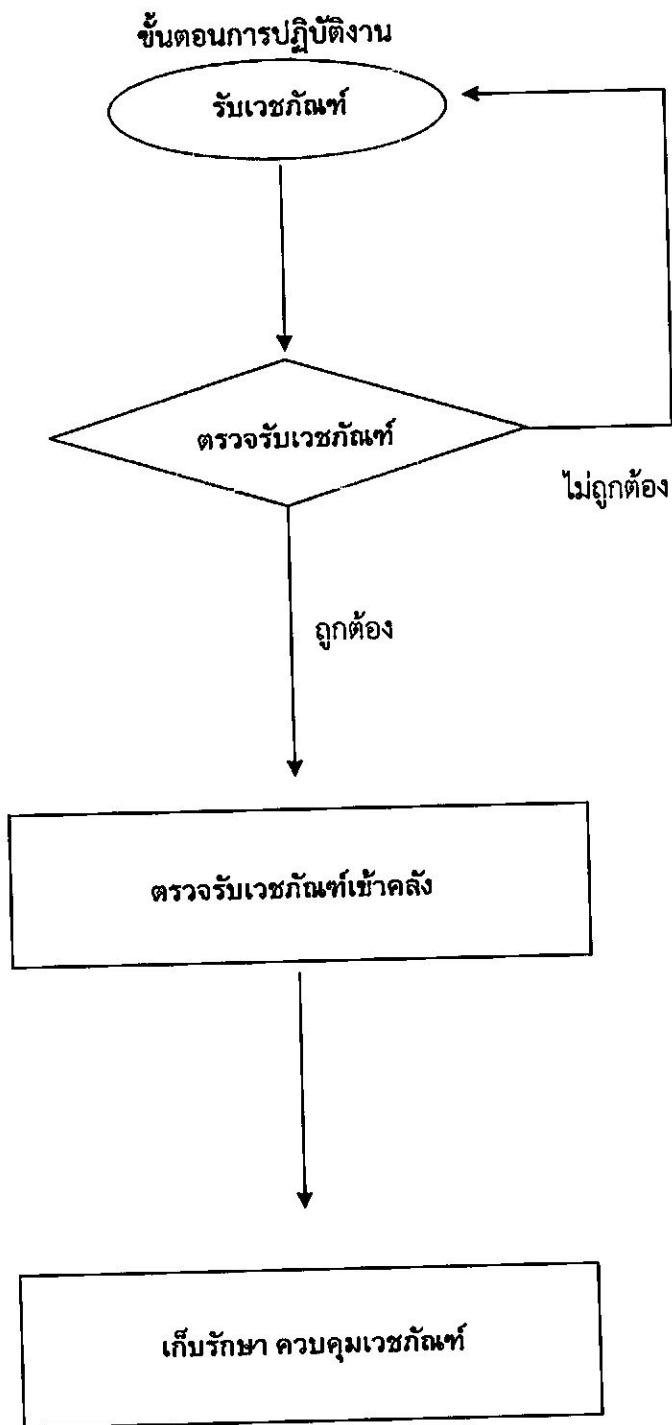 ขั้นตอนการปฏิบัติงาน
รับเวชภัณฑ์
ตรวจรับเวชภัณฑ์
ไม่ถูกต้อง
ถูกต้อง
ตรวจรับเวชภัณฑ์เข้าคลัง
เก็บรักษา ควบคุมเวชภัณฑ์